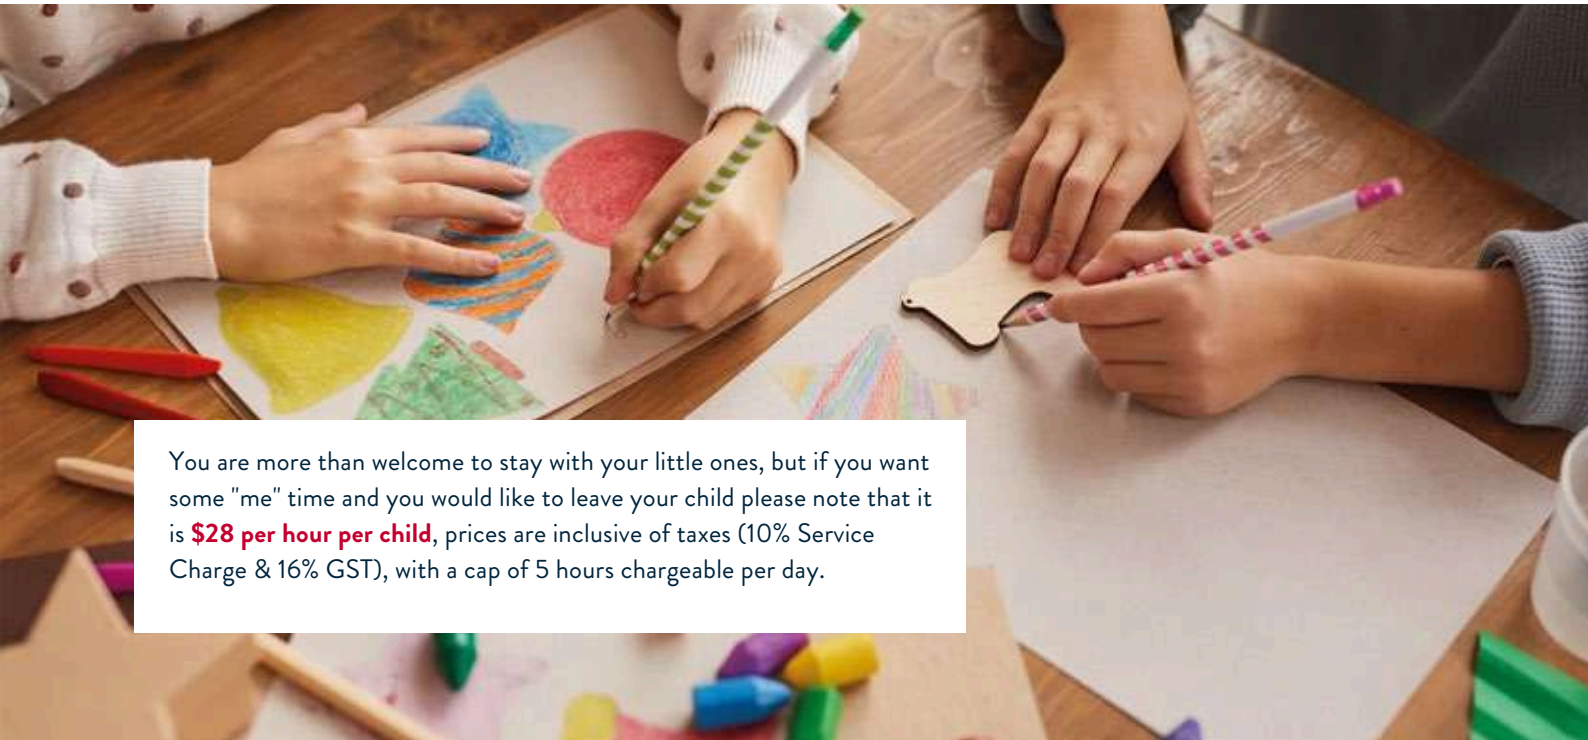 You are more than welcome to stay with your little ones, but if you want
some "me" time and you would like to leave your child please note that it
is $28 per hour per child, prices are inclusive of taxes (10% Service
Charge & 16% GST), with a cap of 5 hours chargeable per day.